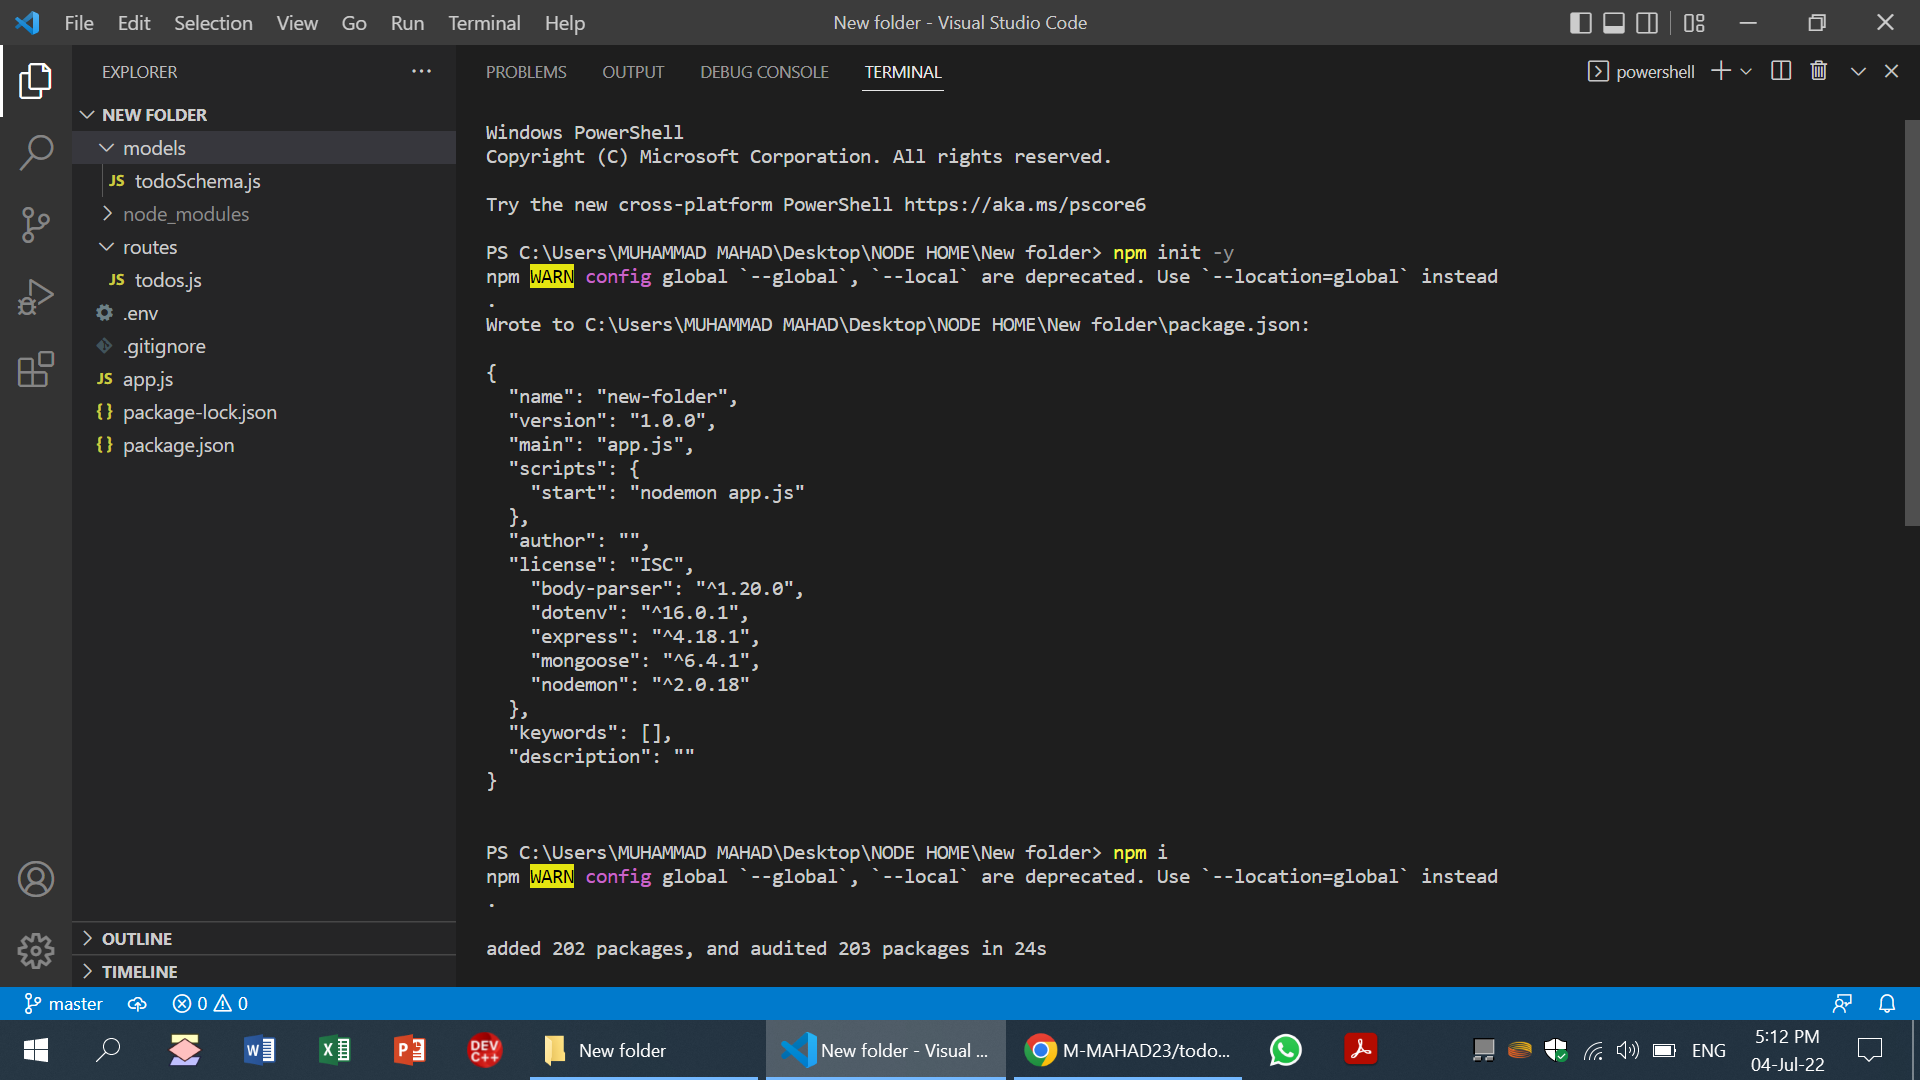 File Edit Selection View Go Run Terminal Help
New folder - Visual Studio Code
EXPLORER
NEW FOLDER
models
JS todoSchema.js
node_modules
routes
JS todos.js
.env
.gitignore
JS app.js
{} package-lock.json
{} package.json
OUTLINE
TIMELINE
PROBLEMS OUTPUT DEBUG CONSOLE TERMINAL
powershell
Windows PowerShell
Copyright (C) Microsoft Corporation. All rights reserved.
Try the new cross-platform PowerShell https://aka.ms/pscore6
PS C:\Users\MUHAMMAD MAHAD\Desktop\NODE HOME\New folder> npm init -y
npm WARN config global `--global`, `--local` are deprecated. Use `--location=global` instead
.
Wrote to C:\Users\MUHAMMAD MAHAD\Desktop\NODE HOME\New folder\package.json:
{
  "name": "new-folder",
  "version": "1.0.0",
  "main": "app.js",
  "scripts": {
    "start": "nodemon app.js"
  },
  "author": "",
  "license": "ISC",
    "body-parser": "^1.20.0",
    "dotenv": "^16.0.1",
    "express": "^4.18.1",
    "mongoose": "^6.4.1",
    "nodemon": "^2.0.18"
  },
  "keywords": [],
  "description": ""
}
PS C:\Users\MUHAMMAD MAHAD\Desktop\NODE HOME\New folder> npm i
npm WARN config global `--global`, `--local` are deprecated. Use `--location=global` instead
.
added 202 packages, and audited 203 packages in 24s
master 0 0
DEV C++
New folder
New folder - Visual ...
M-MAHAD23/todo...
ENG
5:12 PM
04-Jul-22